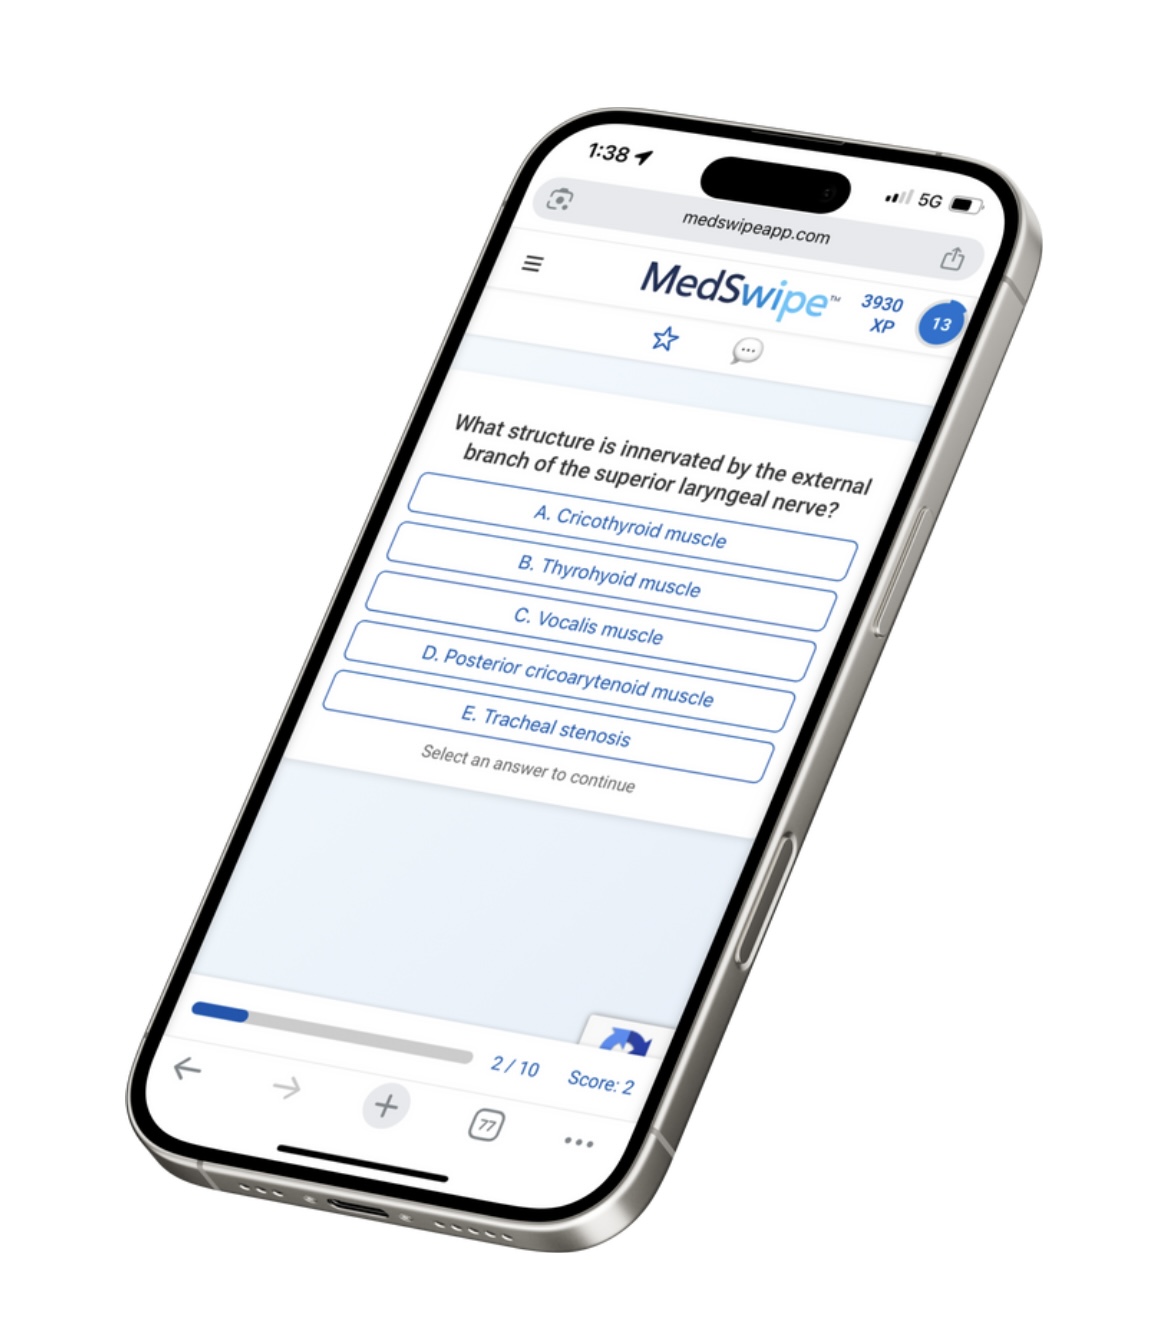 1:38
5G
medswipeapp.com
MedSwipe™
3930
XP
13
What structure is innervated by the external
branch of the superior laryngeal nerve?
A. Cricothyroid muscle
B. Thyrohyoid muscle
C. Vocalis muscle
D. Posterior cricoarytenoid muscle
E. Tracheal stenosis
Select an answer to continue
2 / 10
Score: 2
77